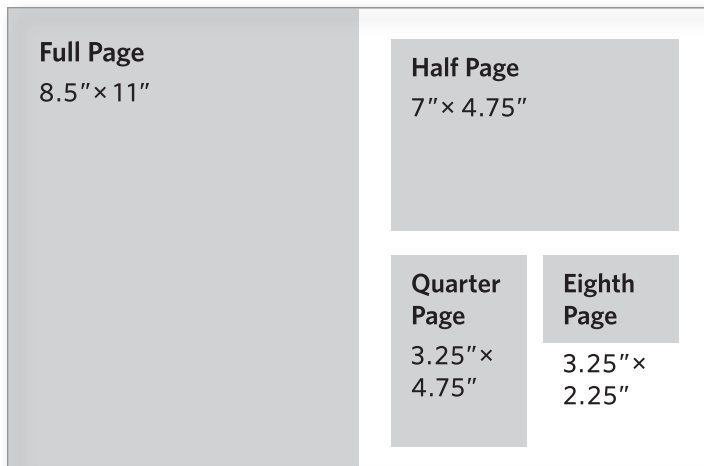 Full Page
8.5”× 11”
Half Page
7”× 4.75”
Quarter
Page
3.25”×
4.75”
Eighth
Page
3.25”×
2.25”